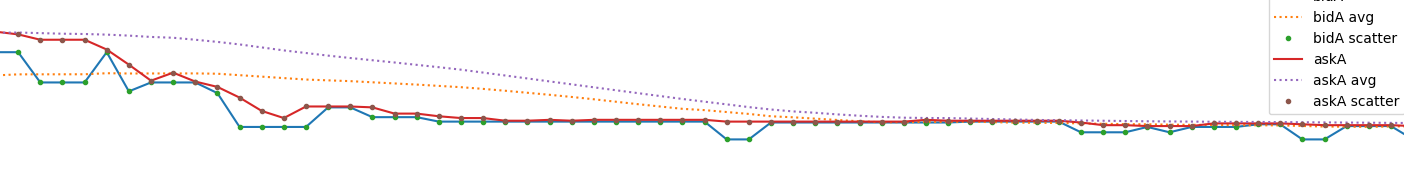 bidA avg
bidA scatter
askA
askA avg
askA scatter